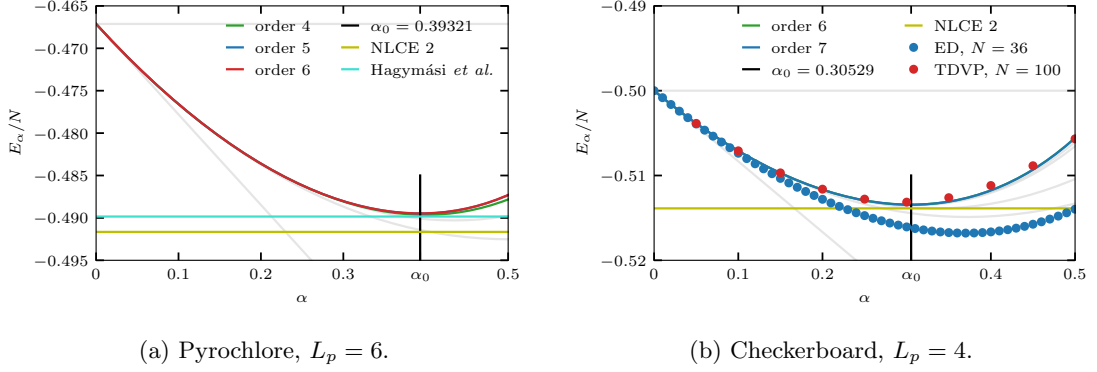 −0.465
−0.470
−0.475
−0.480
−0.485
−0.490
−0.495
E_α/N
order 4
order 5
order 6
α₀ = 0.39321
NLCE 2
Hagymási et al.
0
0.1
0.2
0.3
α₀
0.5
α
(a) Pyrochlore, L_p = 6.
−0.49
−0.50
−0.51
−0.52
E_α/N
order 6
order 7
α₀ = 0.30529
NLCE 2
ED, N = 36
TDVP, N = 100
0
0.1
0.2
α₀
0.4
0.5
α
(b) Checkerboard, L_p = 4.